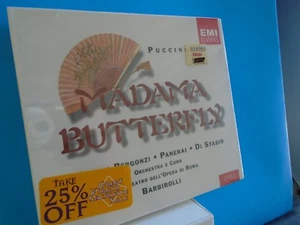 PUCCINI
EMI
CLASSICS
MADAMA
BUTTERFLY
BERGONZI • PANERAI • DI STASIO
ORCHESTRA E CORO
TEATRO DELL'OPERA DI ROMA
BARBIROLLI
TAKE
25%
OFF